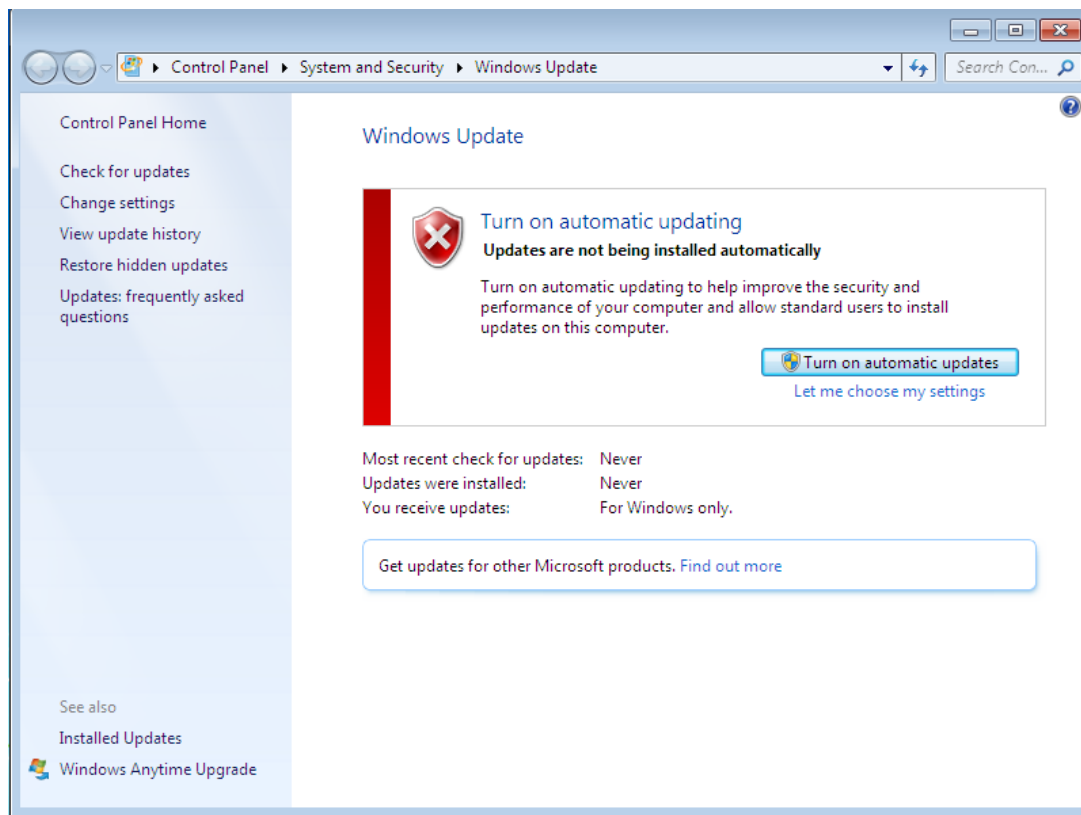 Control Panel ▸ System and Security ▸ Windows Update
Search Con...
Control Panel Home
Check for updates
Change settings
View update history
Restore hidden updates
Updates: frequently asked
questions
Windows Update
Turn on automatic updating
Updates are not being installed automatically
Turn on automatic updating to help improve the security and
performance of your computer and allow standard users to install
updates on this computer.
Turn on automatic updates
Let me choose my settings
Most recent check for updates: Never
Updates were installed: Never
You receive updates: For Windows only.
Get updates for other Microsoft products. Find out more
See also
Installed Updates
Windows Anytime Upgrade